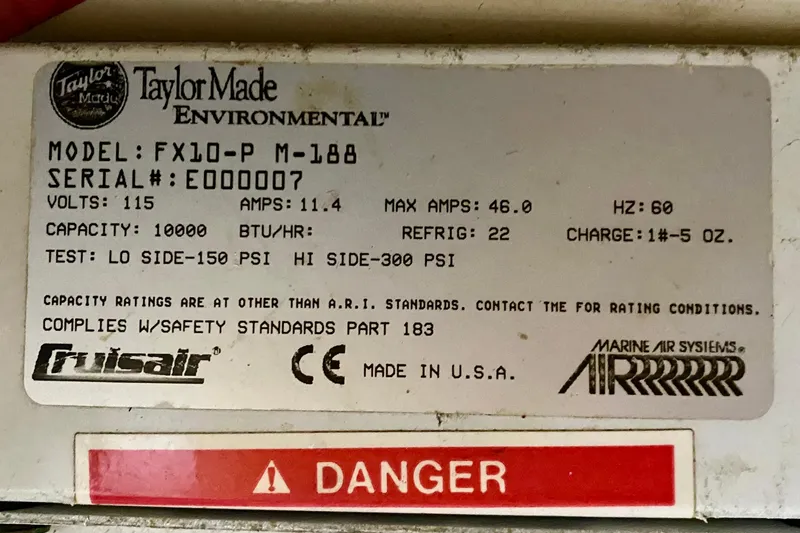 Taylor Made
TaylorMade
ENVIRONMENTAL™
MODEL: FX10-P M-188
SERIAL#: E000007
VOLTS: 115 AMPS: 11.4 MAX AMPS: 46.0 HZ: 60
CAPACITY: 10000 BTU/HR: REFRIG: 22 CHARGE: 1#-5 OZ.
TEST: LO SIDE-150 PSI HI SIDE-300 PSI
CAPACITY RATINGS ARE AT OTHER THAN A.R.I. STANDARDS. CONTACT TME FOR RATING CONDITIONS.
COMPLIES W/SAFETY STANDARDS PART 183
Cruisair® CE MADE IN U.S.A. MARINE AIR SYSTEMS®
AIR
DANGER